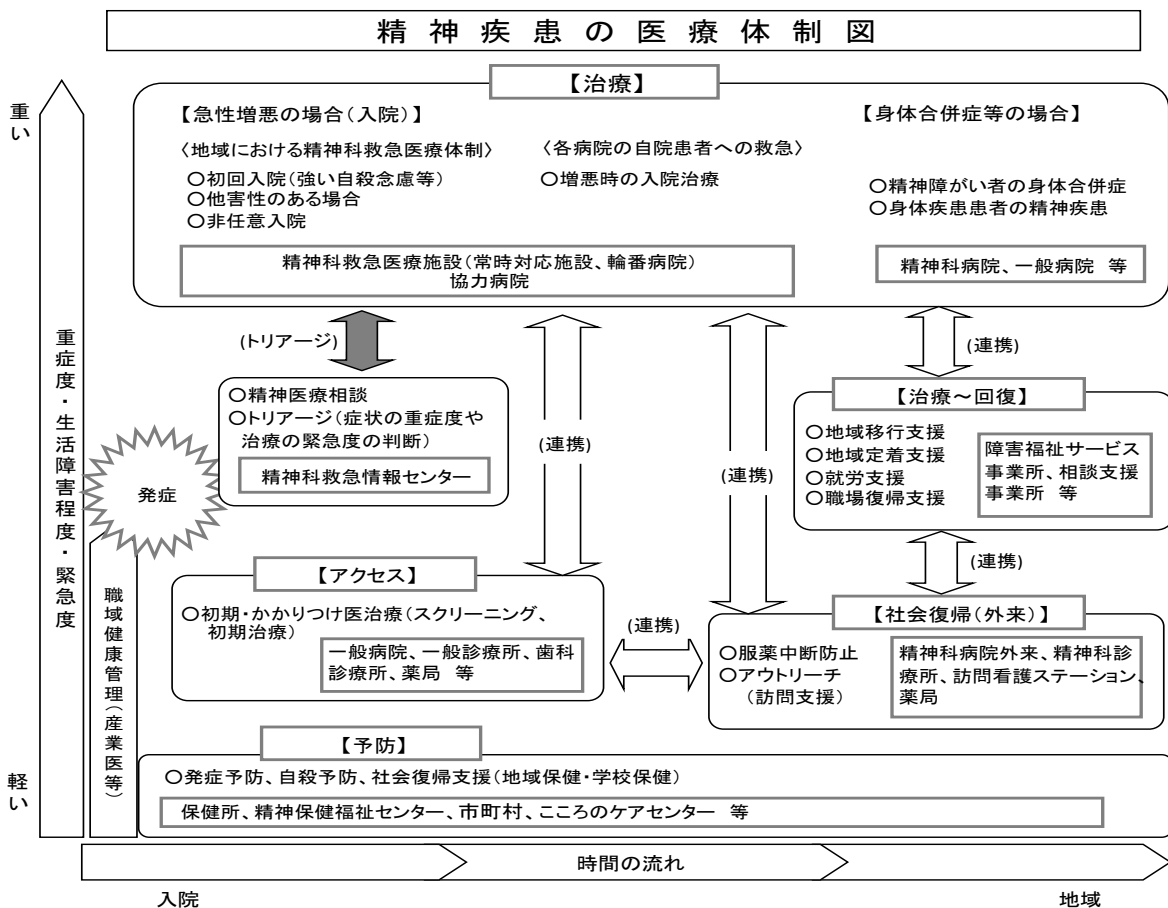 精神疾患の医療体制図
【治療】
重い
【急性増悪の場合（入院）】
〈地域における精神科救急医療体制〉
○初回入院（強い自殺念慮等）
○他害性のある場合
○非任意入院
〈各病院の自院患者への救急〉
○増悪時の入院治療
精神科救急医療施設（常時対応施設、輪番病院）
協力病院
【身体合併症等の場合】
○精神障がい者の身体合併症
○身体疾患患者の精神疾患
精神科病院、一般病院 等
重症度・生活障害程度・緊急度
(トリアージ)
(連携)
(連携)
(連携)
○精神医療相談
○トリアージ（症状の重症度や
治療の緊急度の判断）
精神科救急情報センター
発症
【治療～回復】
○地域移行支援
○地域定着支援
○就労支援
○職場復帰支援
障害福祉サービス
事業所、相談支援
事業所 等
(連携)
職域健康管理（産業医等）
【アクセス】
○初期・かかりつけ医治療（スクリーニング、
初期治療）
一般病院、一般診療所、歯科
診療所、薬局 等
(連携)
【社会復帰（外来）】
○服薬中断防止
○アウトリーチ
（訪問支援）
精神科病院外来、精神科診
療所、訪問看護ステーション、
薬局
【予防】
○発症予防、自殺予防、社会復帰支援（地域保健・学校保健）
保健所、精神保健福祉センター、市町村、こころのケアセンター 等
軽い
時間の流れ
入院
地域